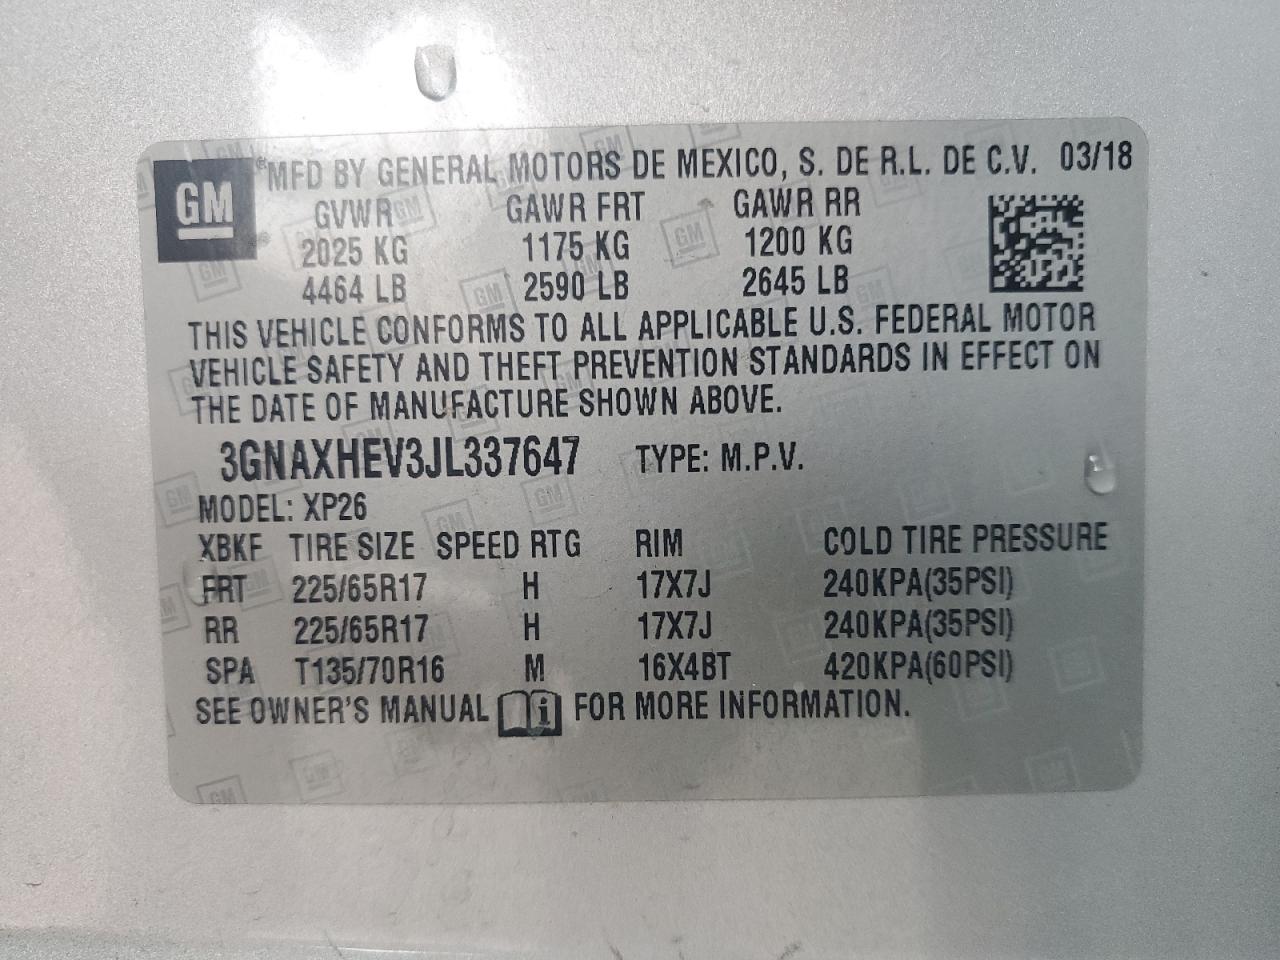 GM
® MFD BY GENERAL MOTORS DE MEXICO, S. DE R.L. DE C.V. 03/18
GVWR GAWR FRT GAWR RR
2025 KG 1175 KG 1200 KG
4464 LB 2590 LB 2645 LB
THIS VEHICLE CONFORMS TO ALL APPLICABLE U.S. FEDERAL MOTOR
VEHICLE SAFETY AND THEFT PREVENTION STANDARDS IN EFFECT ON
THE DATE OF MANUFACTURE SHOWN ABOVE.
3GNAXHEV3JL337647 TYPE: M.P.V.
MODEL: XP26
XBKF TIRE SIZE SPEED RTG RIM COLD TIRE PRESSURE
FRT 225/65R17 H 17X7J 240KPA(35PSI)
RR 225/65R17 H 17X7J 240KPA(35PSI)
SPA T135/70R16 M 16X4BT 420KPA(60PSI)
SEE OWNER'S MANUAL i FOR MORE INFORMATION.